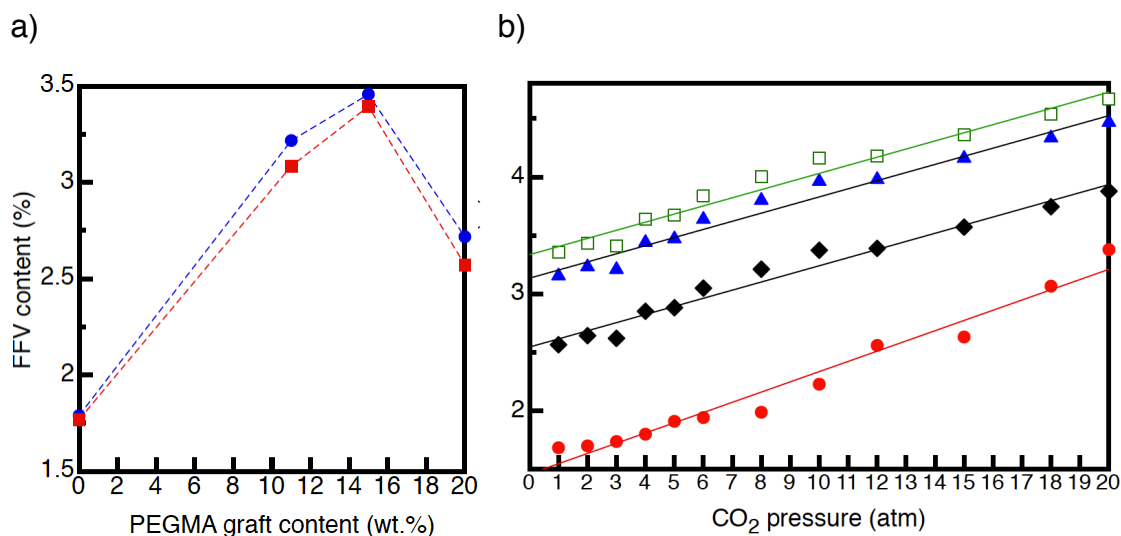 a)
b)
3.5
3
2.5
2
1.5
FFV content (%)
0 2 4 6 8 10 12 14 16 18 20
PEGMA graft content (wt.%)
4
3
2
0 1 2 3 4 5 6 7 8 9 10 11 12 13 14 15 16 17 18 19 20
CO₂ pressure (atm)